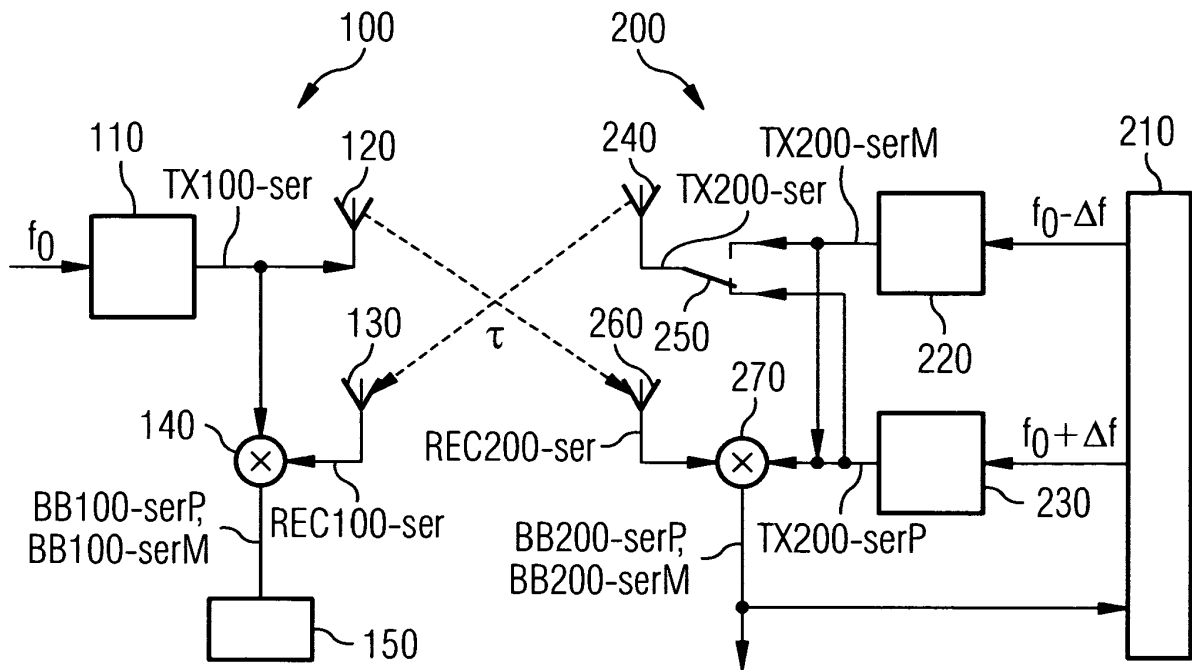 100
200
110
TX100-ser
120
240
TX200-serM
TX200-ser
210
f0
f0-Δf
130
τ
260
250
220
270
140
REC200-ser
f0+Δf
BB100-serP,
BB100-serM
REC100-ser
BB200-serP,
BB200-serM
TX200-serP
230
150